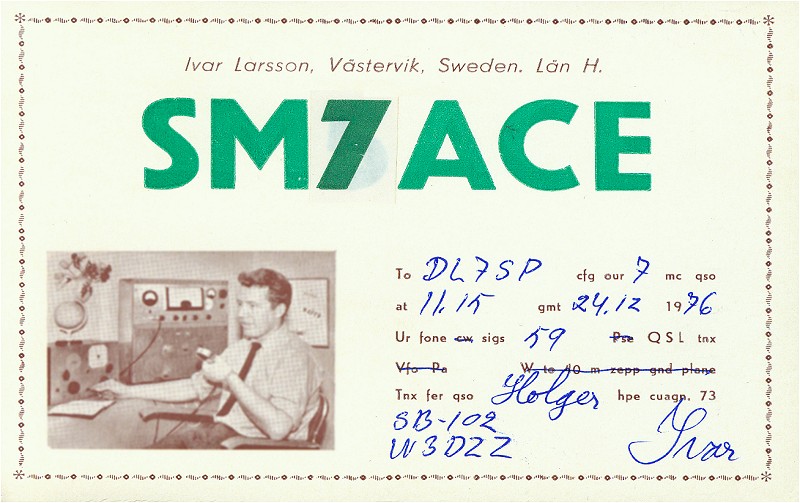 Ivar Larsson, Västervik, Sweden. Län H.
SM7ACE
To DL7SP cfg our 7 mc qso
at 11.15 gmt 24.12 1976
Ur fone cw, sigs 59 Pse QSL tnx
Vfo Pa W to 40 m zepp gnd plane
Tnx fer qso Holger hpe cuagn. 73
SB-102
W3DZZ Ivar